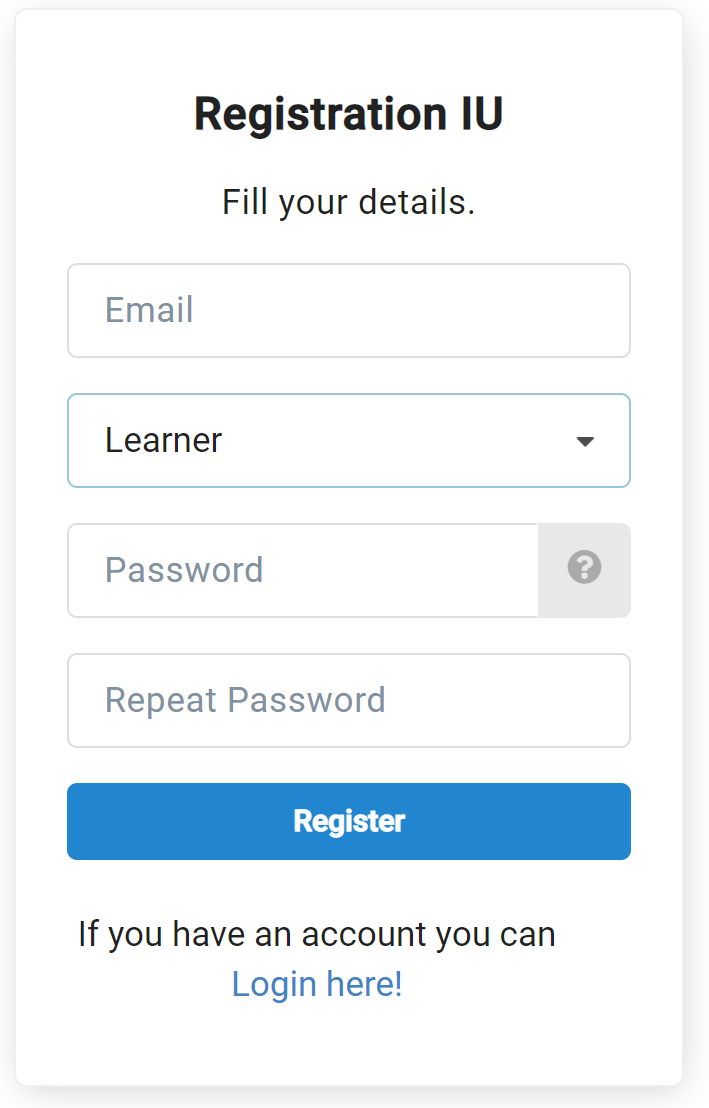 Registration IU
Fill your details.
Email
Learner
Password
?
Repeat Password
Register
If you have an account you can
Login here!